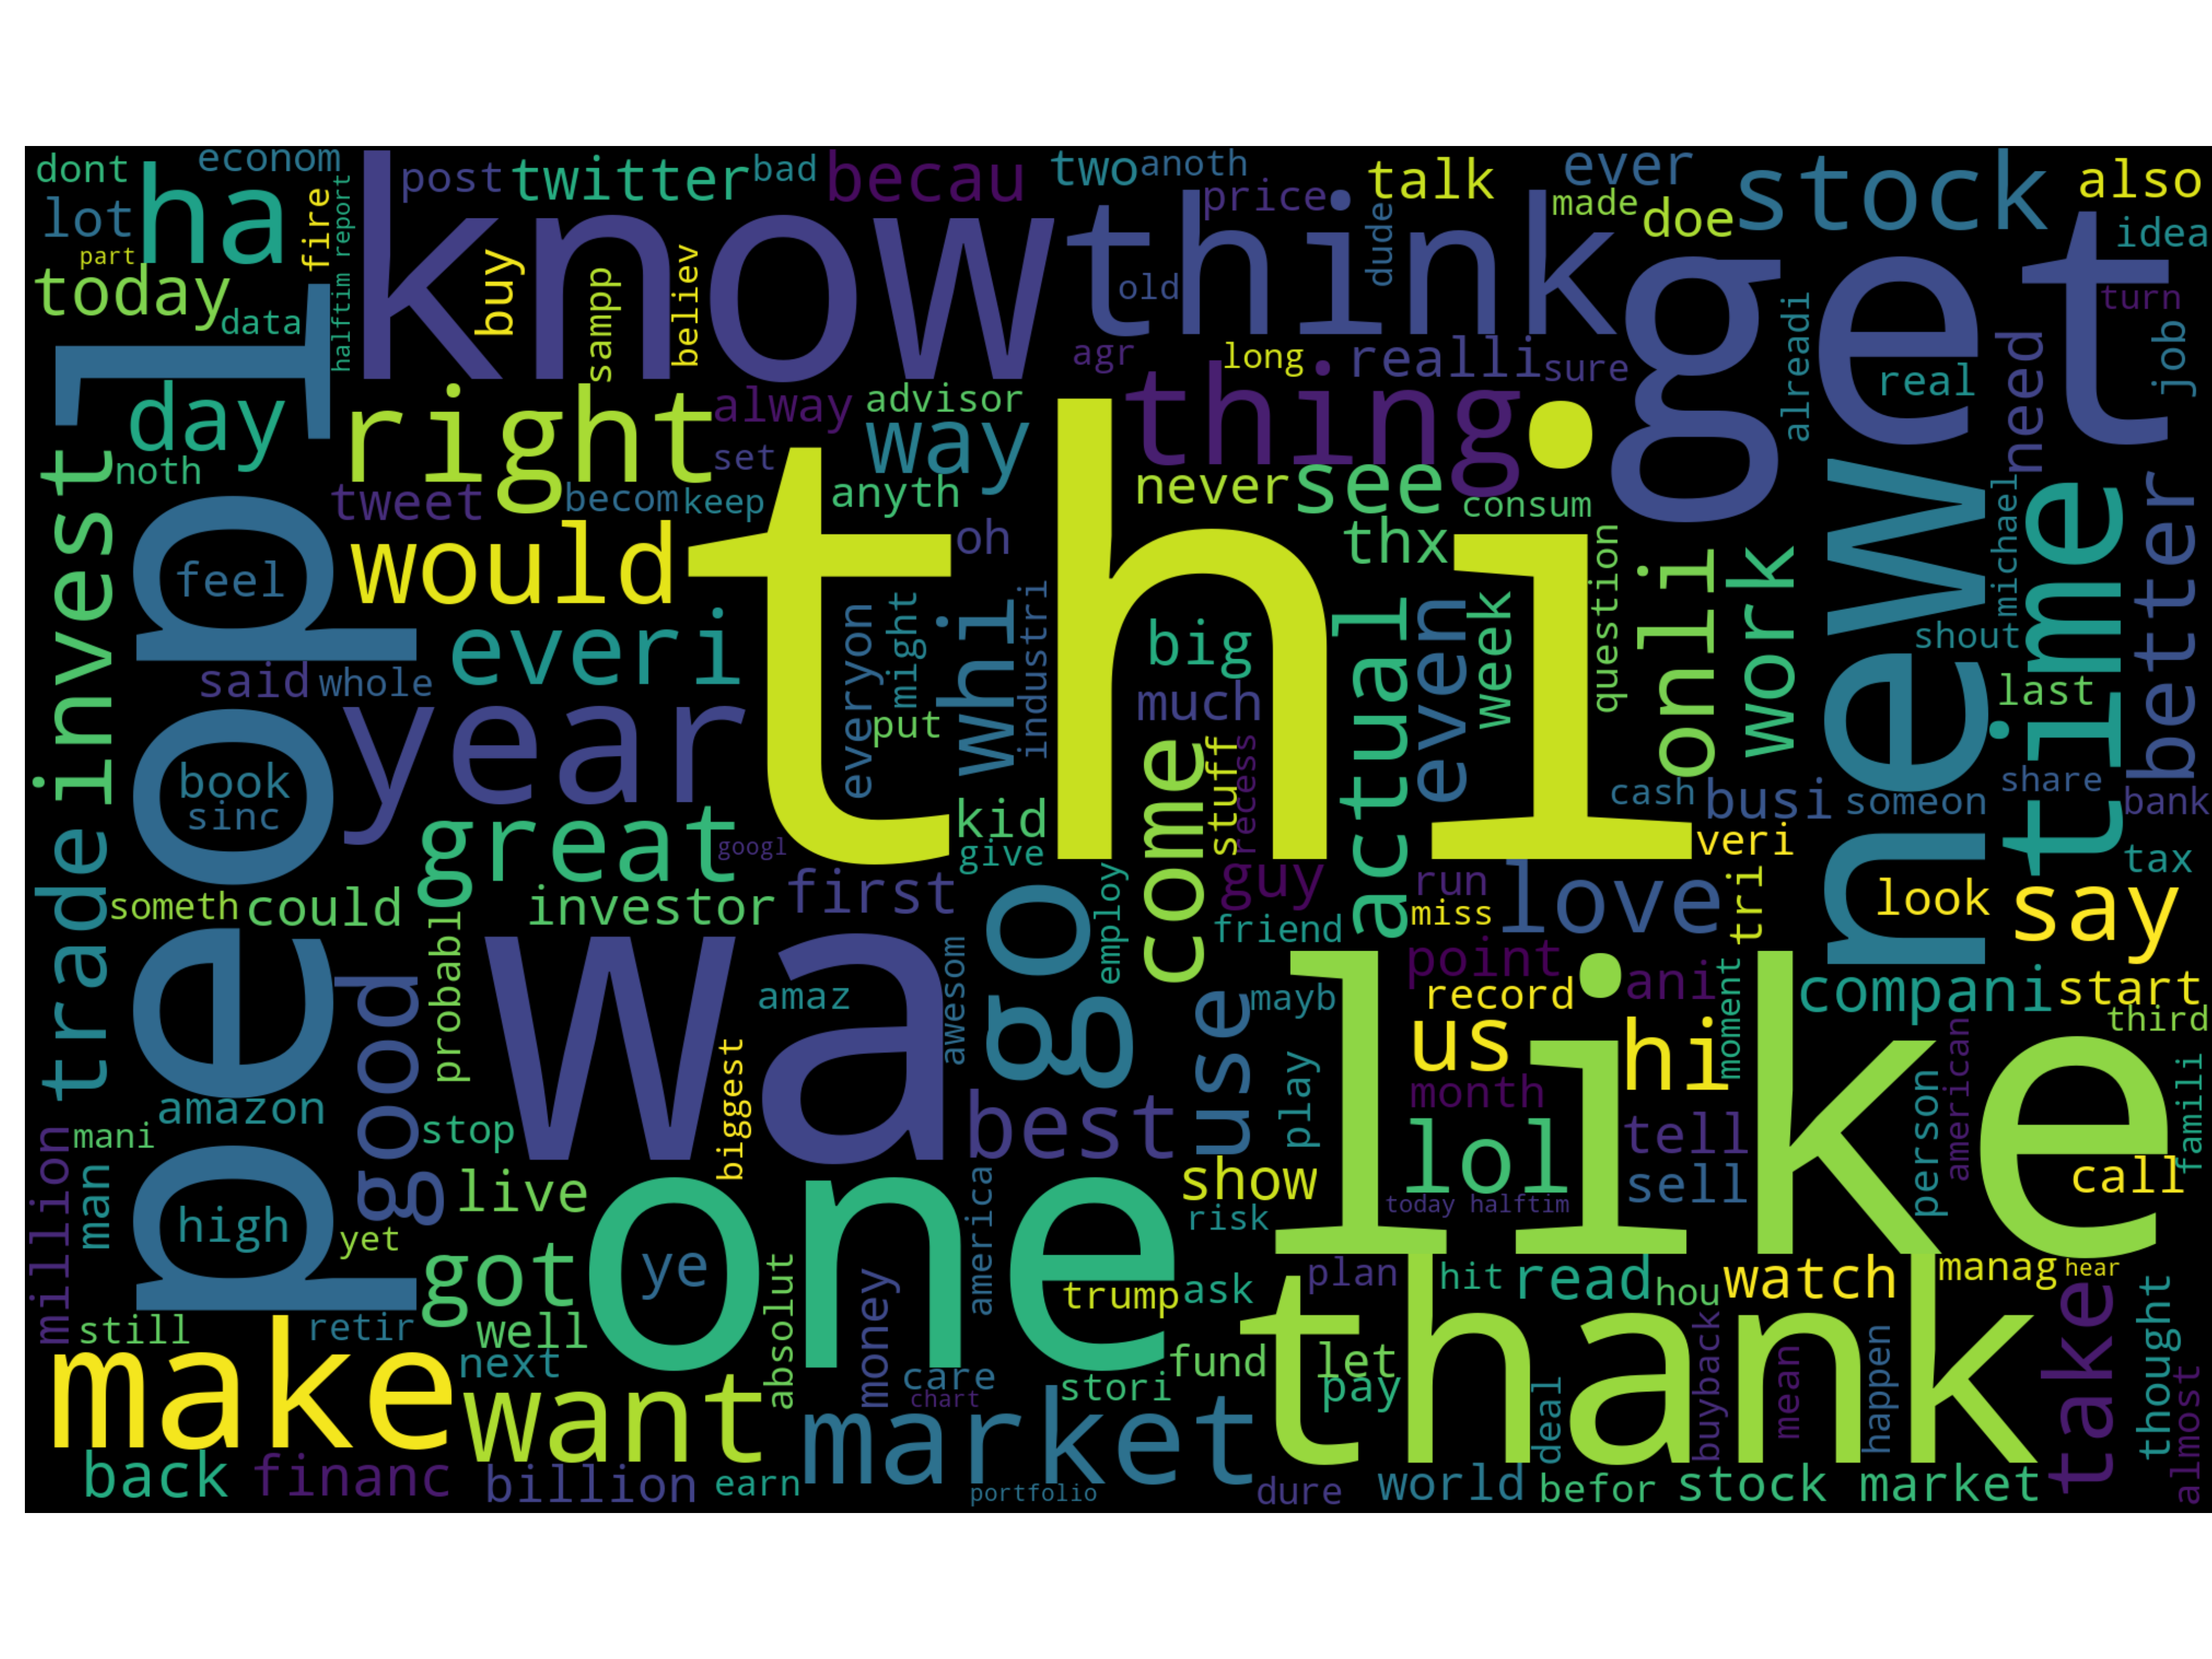 dont
econom
post
twitter
bad
becau
two
anoth
price
talk
ever
stock
also
lot
ha
fire
halftim report
know
think
dude
made
doe
idea
part
today
data
buy
sampp
believ
old
get
turn
agr
long
realli
sure
alreadi
real
need
job
peopl
invest
day
noth
right
alway
advisor
way
thing
set
tweet
becom
keep
anyth
never
see
consum
thx
new
michael
time
better
would
oh
thi
feel
everi
everyon
might
whi
industri
big
actual
even
week
question
onli
work
shout
said
whole
year
put
much
last
book
sinc
great
googl
kid
give
come
stuff
recess
cash
busi
someon
share
bank
veri
tax
trade
someth
could
investor
first
go
employ
guy
friend
run
miss
love
tri
look
say
good
probabl
wa
amaz
awesom
use
mayb
point
record
ani
moment
compani
start
third
us
hi
like
american
famili
amazon
mani
stop
biggest
best
play
month
lol
tell
person
million
man
high
yet
live
one
america
show
risk
today halftim
sell
call
got
ye
absolut
money
trump
ask
plan
hit
read
hou
watch
manag
hear
still
retir
well
thank
make
next
want
care
chart
stori
fund
let
pay
deal
buyback
mean
happen
take
thought
almost
back
financ
billion
earn
market
portfolio
dure
world
befor
stock market